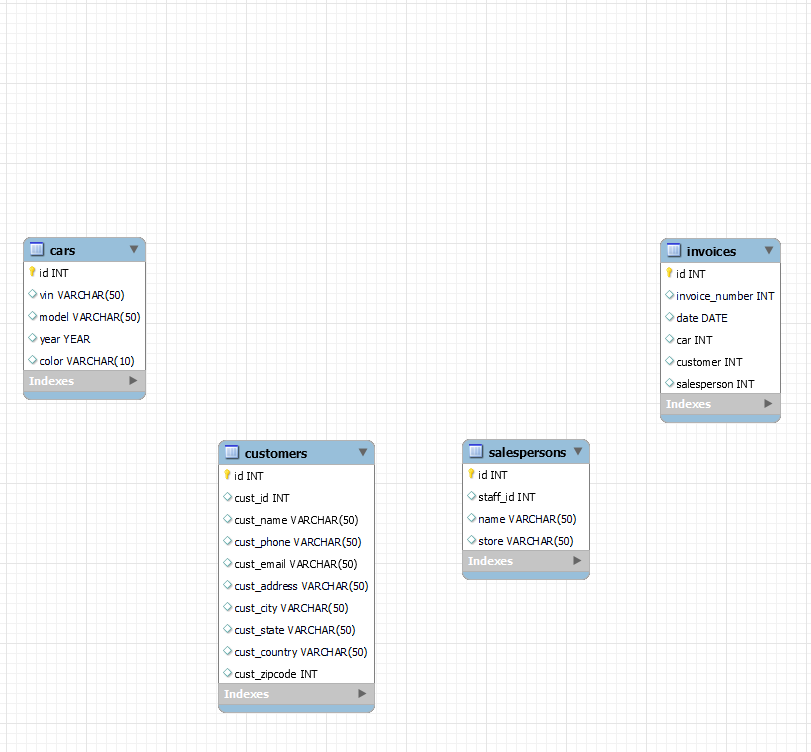 cars
id INT
vin VARCHAR(50)
model VARCHAR(50)
year YEAR
color VARCHAR(10)
Indexes
invoices
id INT
invoice_number INT
date DATE
car INT
customer INT
salesperson INT
Indexes
customers
id INT
cust_id INT
cust_name VARCHAR(50)
cust_phone VARCHAR(50)
cust_email VARCHAR(50)
cust_address VARCHAR(50)
cust_city VARCHAR(50)
cust_state VARCHAR(50)
cust_country VARCHAR(50)
cust_zipcode INT
Indexes
salespersons
id INT
staff_id INT
name VARCHAR(50)
store VARCHAR(50)
Indexes